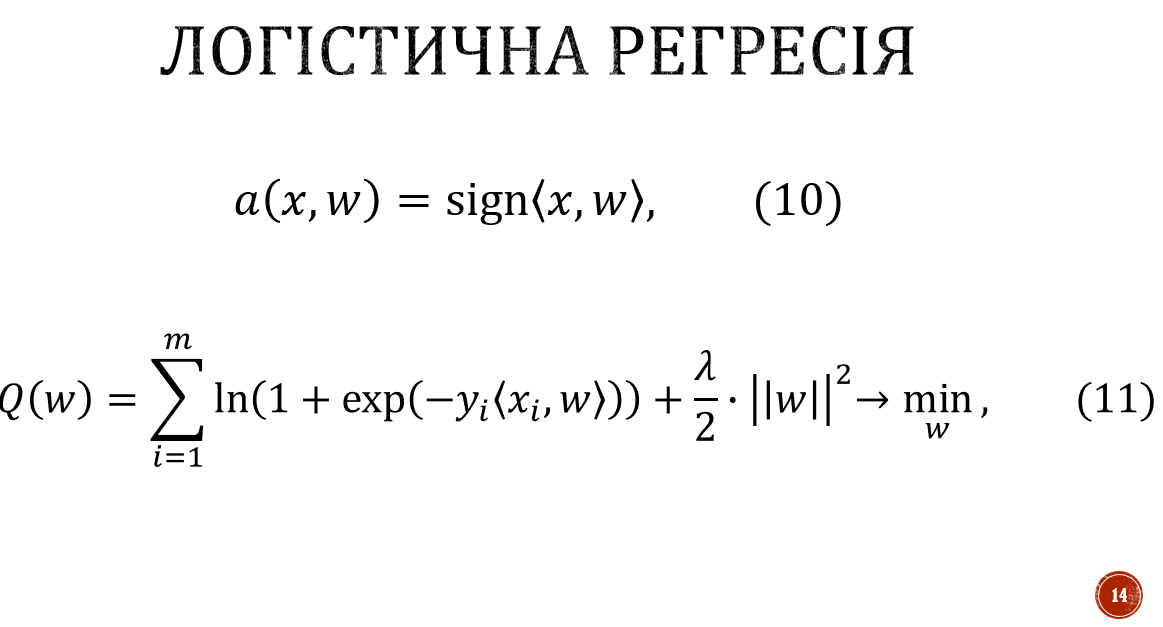 ЛОГІСТИЧНА РЕГРЕСІЯ
a(x, w) = sign⟨x, w⟩, (10)
Q(w) = ∑_{i=1}^{m} ln(1 + exp(−y_i⟨x_i, w⟩)) + λ/2 · ||w||² → min_w , (11)
14